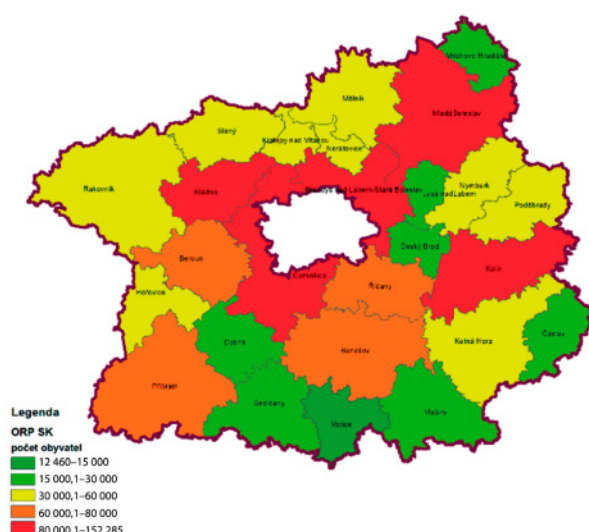 Mnichovo Hradiště
Mělník
Mladá Boleslav
Slaný
Kralupy nad Vltavou
Neratovice
Rakovník
Kladno
Brandýs nad Labem-Stará Boleslav
Lysá nad Labem
Nymburk
Poděbrady
Český Brod
Beroun
Kolín
Černošice
Říčany
Hořovice
Dobříš
Benešov
Kutná Hora
Čáslav
Příbram
Sedlčany
Votice
Vlašim
Legenda
ORP SK
počet obyvatel
12 460–15 000
15 000,1–30 000
30 000,1–60 000
60 000,1–80 000
80 000,1–152 285